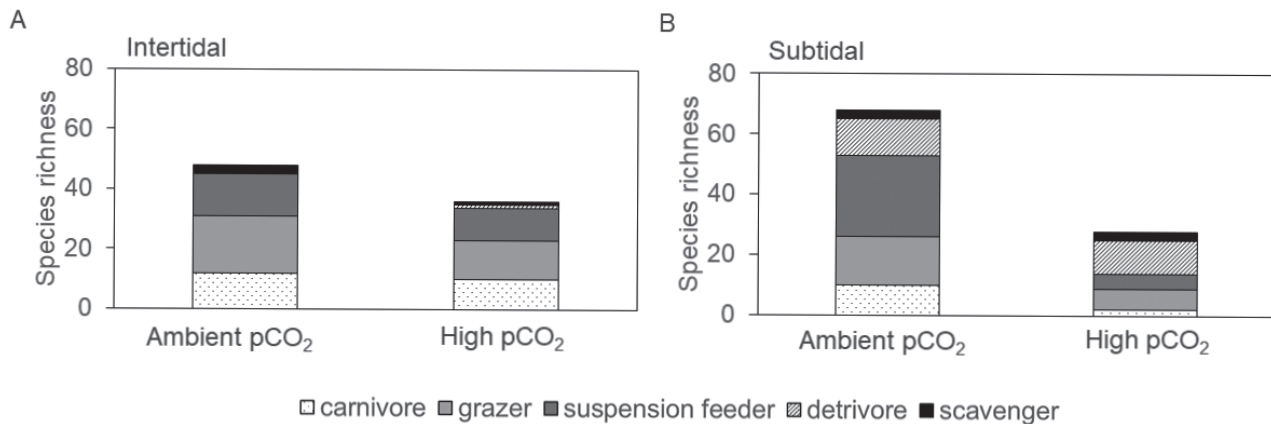 A
Intertidal
Species richness
80
60
40
20
0
Ambient pCO₂
High pCO₂
B
Subtidal
Species richness
80
60
40
20
0
Ambient pCO₂
High pCO₂
carnivore grazer suspension feeder detrivore scavenger